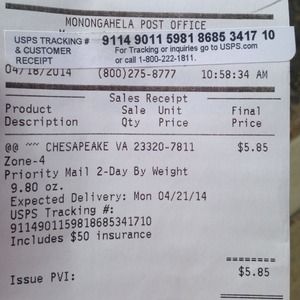 MONONGAHELA POST OFFICE
USPS TRACKING # 9114 9011 5981 8685 3417 10
& CUSTOMER For Tracking or inquiries go to USPS.com
RECEIPT or call 1-800-222-1811.
04/18/2014 (800)275-8777 10:58:34 AM
Sales Receipt
Product Sale Unit Final
Description Qty Price Price
@@ ~~ CHESAPEAKE VA 23320-7811 $5.85
Zone-4
Priority Mail 2-Day By Weight
9.80 oz.
Expected Delivery: Mon 04/21/14
USPS Tracking #:
9114901159818685341710
Includes $50 insurance
========
Issue PVI: $5.85
========